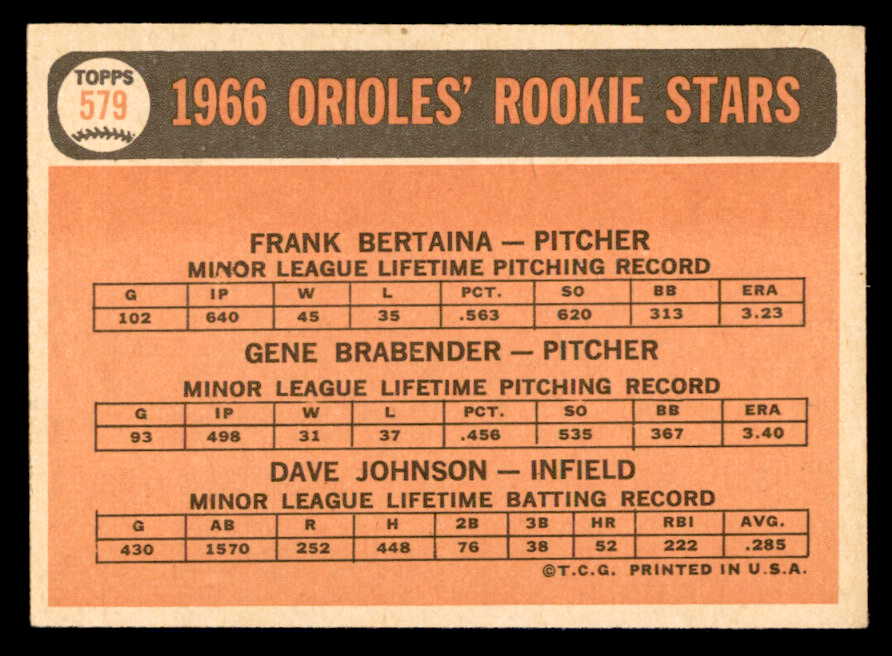 TOPPS
579
1966 ORIOLES' ROOKIE STARS
FRANK BERTAINA — PITCHER
MINOR LEAGUE LIFETIME PITCHING RECORD
G IP W L PCT. SO BB ERA
102 640 45 35 .563 620 313 3.23
GENE BRABENDER — PITCHER
MINOR LEAGUE LIFETIME PITCHING RECORD
G IP W L PCT. SO BB ERA
93 498 31 37 .456 535 367 3.40
DAVE JOHNSON — INFIELD
MINOR LEAGUE LIFETIME BATTING RECORD
G AB R H 2B 3B HR RBI AVG.
430 1570 252 448 76 38 52 222 .285
©T.C.G. PRINTED IN U.S.A.